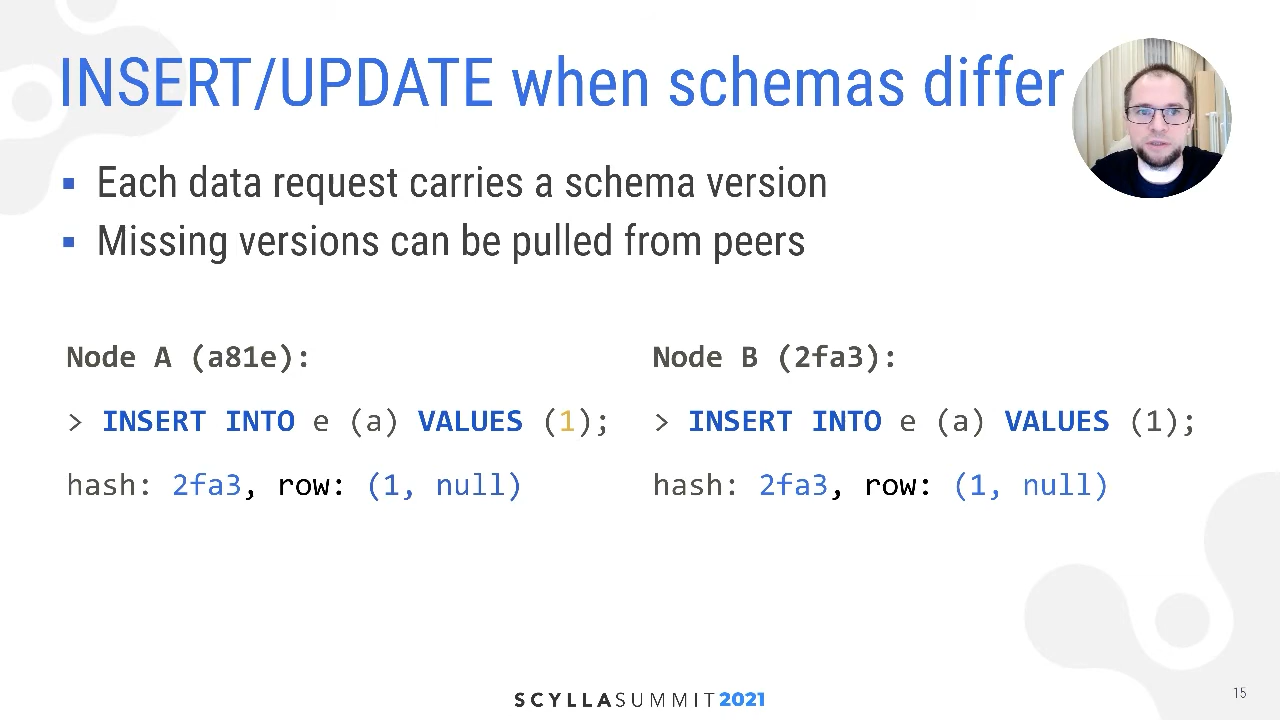 INSERT/UPDATE when schemas differ
Each data request carries a schema version
Missing versions can be pulled from peers
Node A (a81e):
> INSERT INTO e (a) VALUES (1);
hash: 2fa3, row: (1, null)
Node B (2fa3):
> INSERT INTO e (a) VALUES (1);
hash: 2fa3, row: (1, null)
SCYLLASUMMIT2021
15